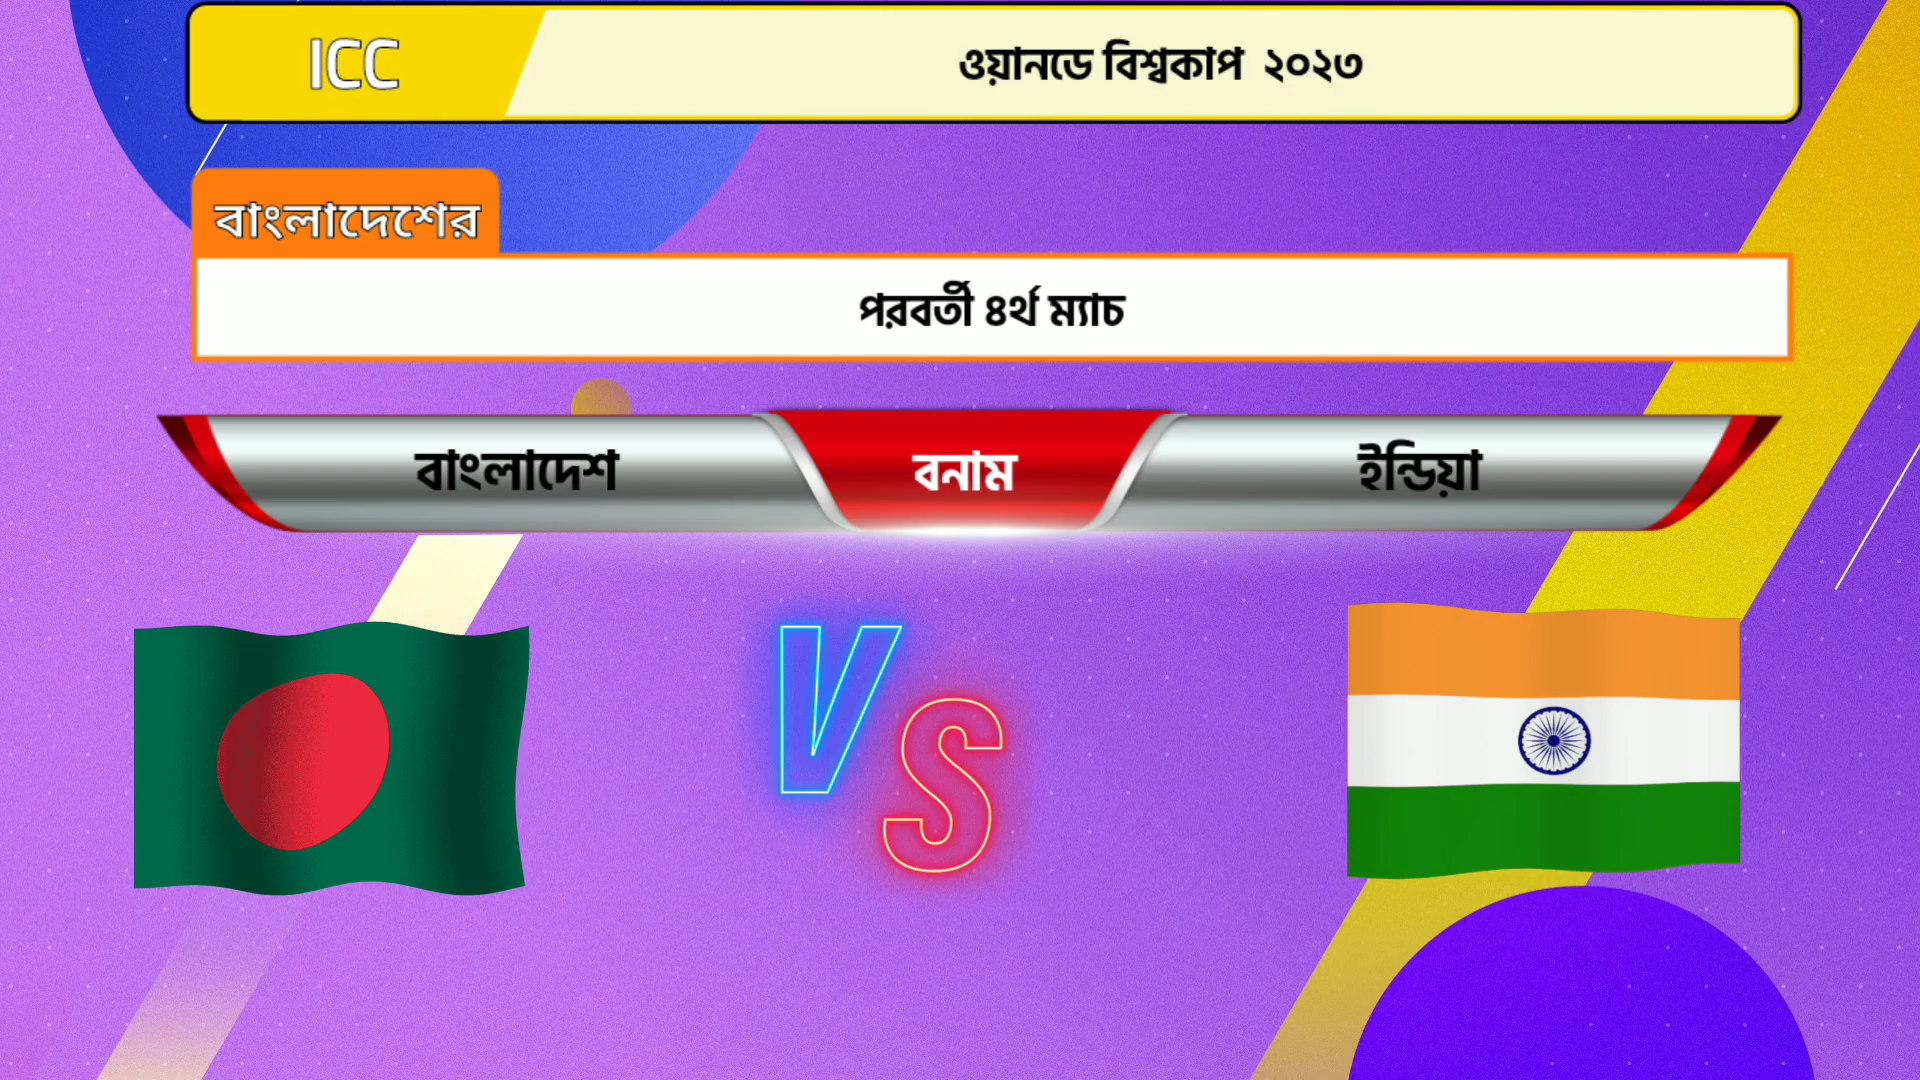 ICC ওয়ানডে বিশ্বকাপ ২০২৩
বাংলাদেশের
পরবর্তী ৪র্থ ম্যাচ
বাংলাদেশ বনাম ইন্ডিয়া
VS